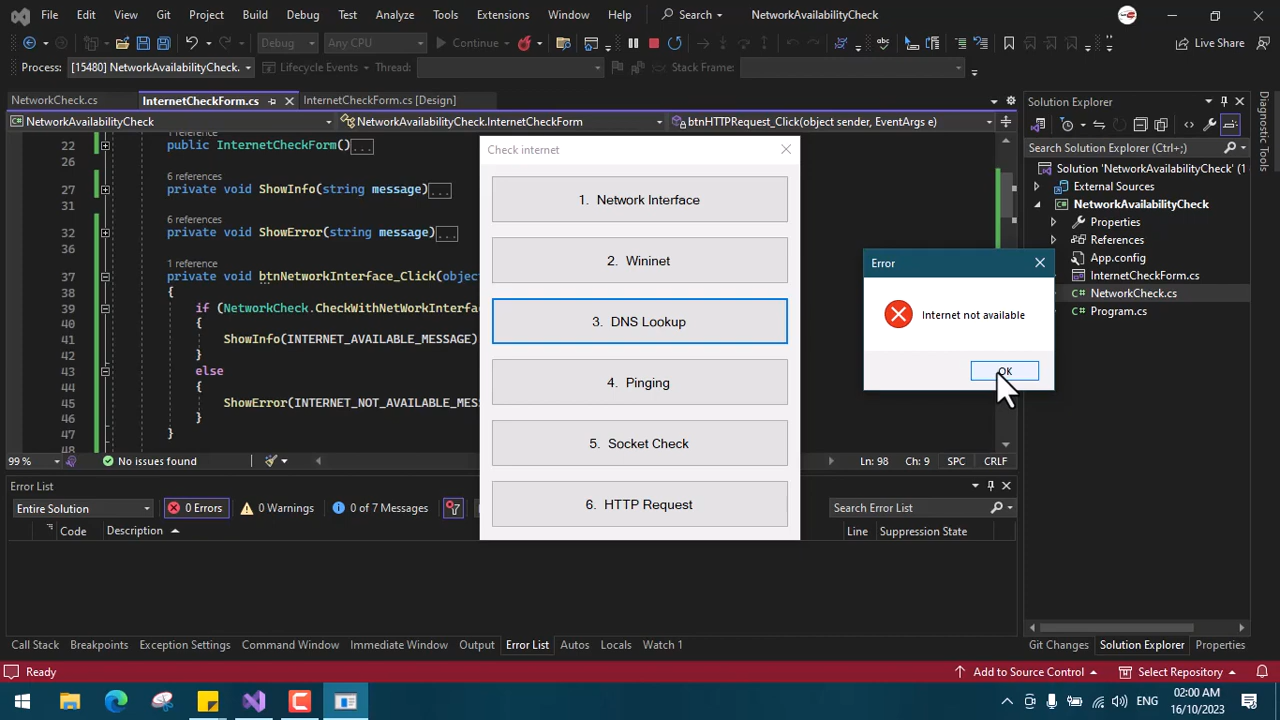 File Edit View Git Project Build Debug Test Analyze Tools Extensions Window Help Search NetworkAvailabilityCheck
Debug Any CPU Continue Live Share
Process: [15480] NetworkAvailabilityCheck. Lifecycle Events Thread: Stack Frame:
NetworkCheck.cs InternetCheckForm.cs InternetCheckForm.cs [Design]
NetworkAvailabilityCheck NetworkAvailabilityCheck.InternetCheckForm btnHTTPRequest_Click(object sender, EventArgs e)
1 reference
22 public InternetCheckForm()...
26
6 references
27 private void ShowInfo(string message)...
31
6 references
32 private void ShowError(string message)...
36
1 reference
37 private void btnNetworkInterface_Click(objec
38 {
39 if (NetworkCheck.CheckWithNetWorkInterfa
40 {
41 ShowInfo(INTERNET_AVAILABLE_MESSAGE)
42 }
43 else
44 {
45 ShowError(INTERNET_NOT_AVAILABLE_MES
46 }
47 }
48
99 % No issues found Ln: 98 Ch: 9 SPC CRLF
Check internet
1. Network Interface
2. Wininet
3. DNS Lookup
4. Pinging
5. Socket Check
6. HTTP Request
Error
Internet not available
OK
Solution Explorer
Search Solution Explorer (Ctrl+;)
Solution 'NetworkAvailabilityCheck' (1
External Sources
NetworkAvailabilityCheck
Properties
References
App.config
InternetCheckForm.cs
NetworkCheck.cs
Program.cs
Diagnostic Tools
Error List
Entire Solution 0 Errors 0 Warnings 0 of 7 Messages Search Error List
Code Description Line Suppression State
Call Stack Breakpoints Exception Settings Command Window Immediate Window Output Error List Autos Locals Watch 1 Git Changes Solution Explorer Properties
Ready Add to Source Control Select Repository
ENG 02:00 AM
16/10/2023